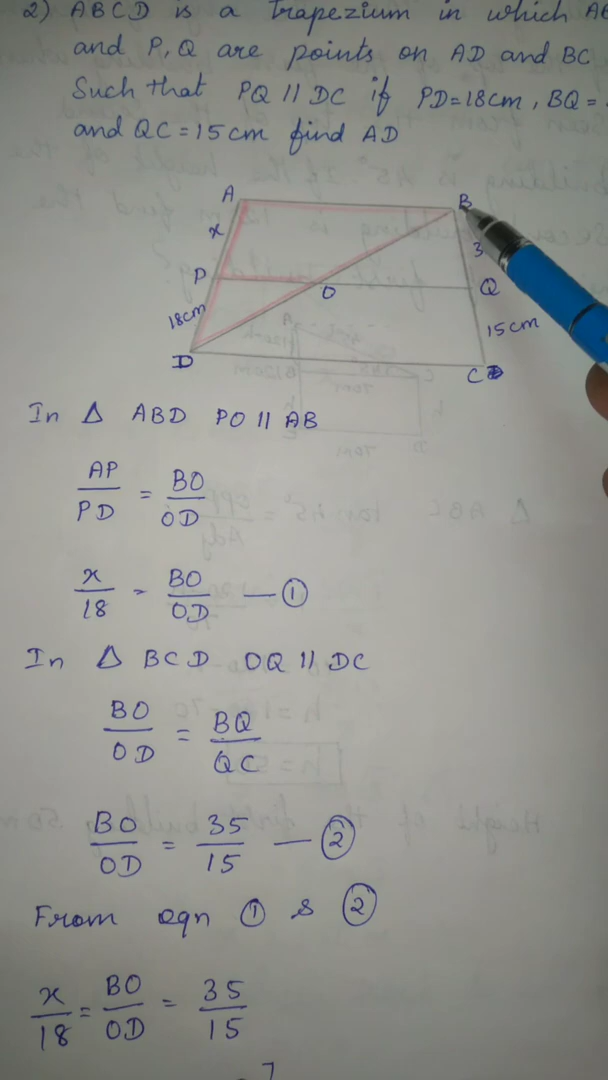 2) ABCD is a trapezium in which
and P, Q are points on AD and BC
Such that PQ || DC if PD=18cm, BQ =
and QC = 15 cm find AD
A
B
x
3
P
O
Q
18cm
15cm
D
C
In Δ ABD PO || AB
AP/PD = BO/OD
x/18 = BO/OD — ①
In Δ BCD OQ || DC
BO/OD = BQ/QC
BO/OD = 35/15 — ②
From eqn ① & ②
x/18 = BO/OD = 35/15
7